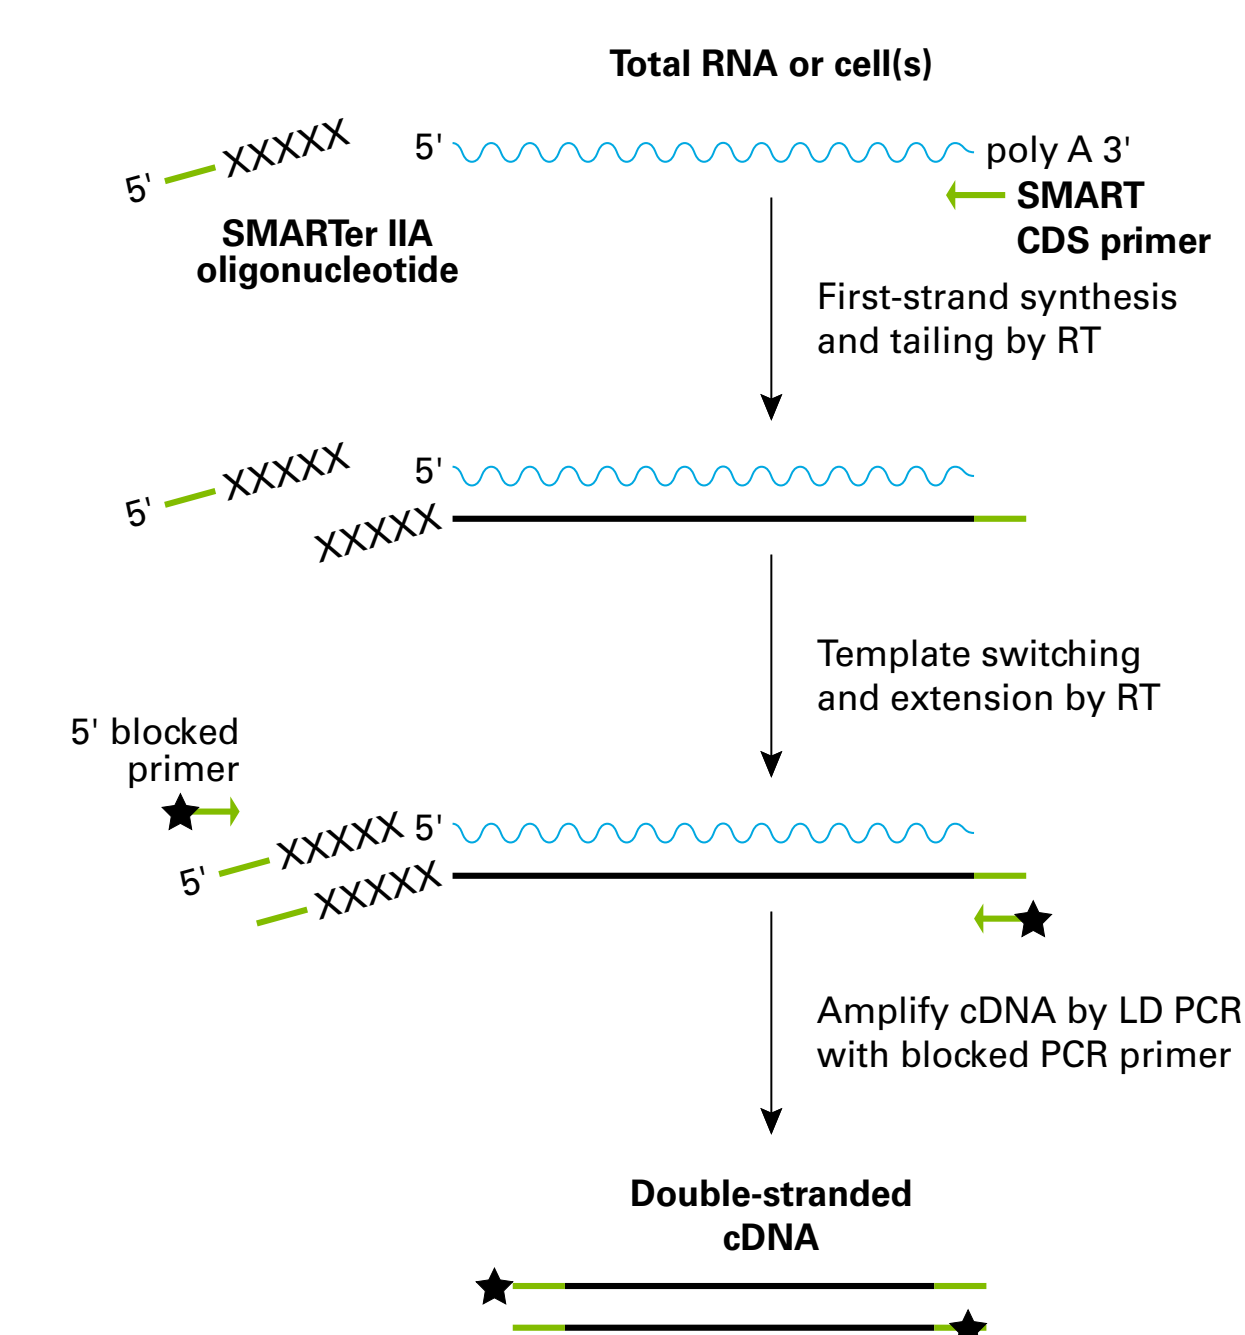 Total RNA or cell(s)
5' XXXXX
5'
poly A 3'
SMARTer IIA
oligonucleotide
SMART
CDS primer
First-strand synthesis
and tailing by RT
5' XXXXX
5'
XXXXX
Template switching
and extension by RT
5' blocked
primer
5' XXXXX
5'
XXXXX
Amplify cDNA by LD PCR
with blocked PCR primer
Double-stranded
cDNA